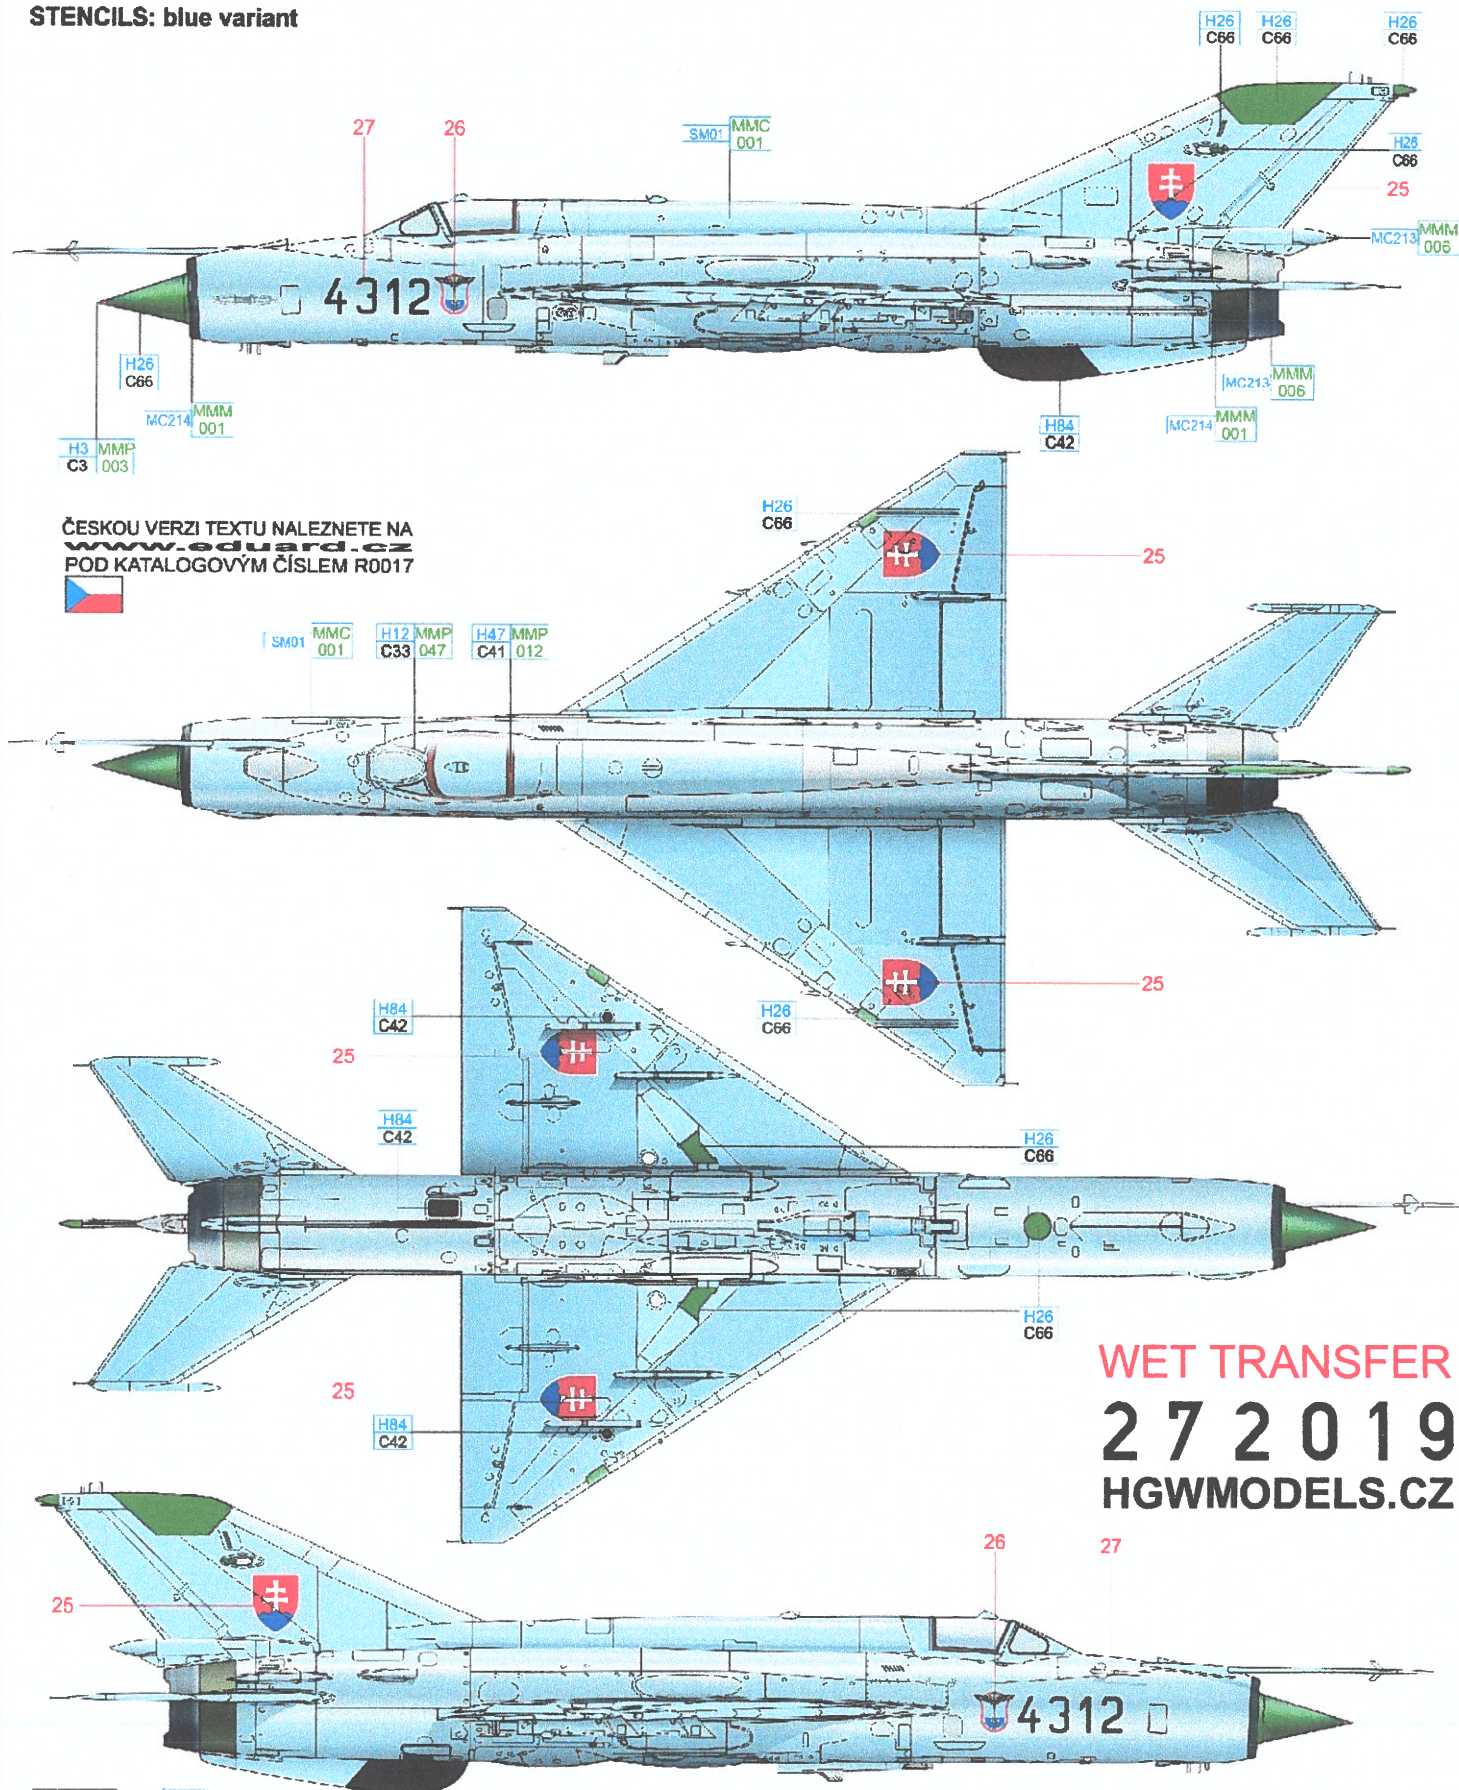 STENCILS: blue variant
H26
C66
H26
C66
H26
C66
27
26
SM01 MMC
001
H26
C66
25
MC213 MMM
006
4312
H26
C66
MC214 MMM
001
H3 MMP
C3 003
MC213 MMM
006
MC214 MMM
001
H84
C42
H26
C66
25
ČESKOU VERZI TEXTU NALEZNETE NA
www.eduard.cz
POD KATALOGOVÝM ČÍSLEM R0017
SM01 MMC
001
H12 MMP
C33 047
H47 MMP
C41 012
H84
C42
H26
C66
25
25
H84
C42
H26
C66
H26
C66
25
H84
C42
WET TRANSFER
272019
HGWMODELS.CZ
26
27
25
4312